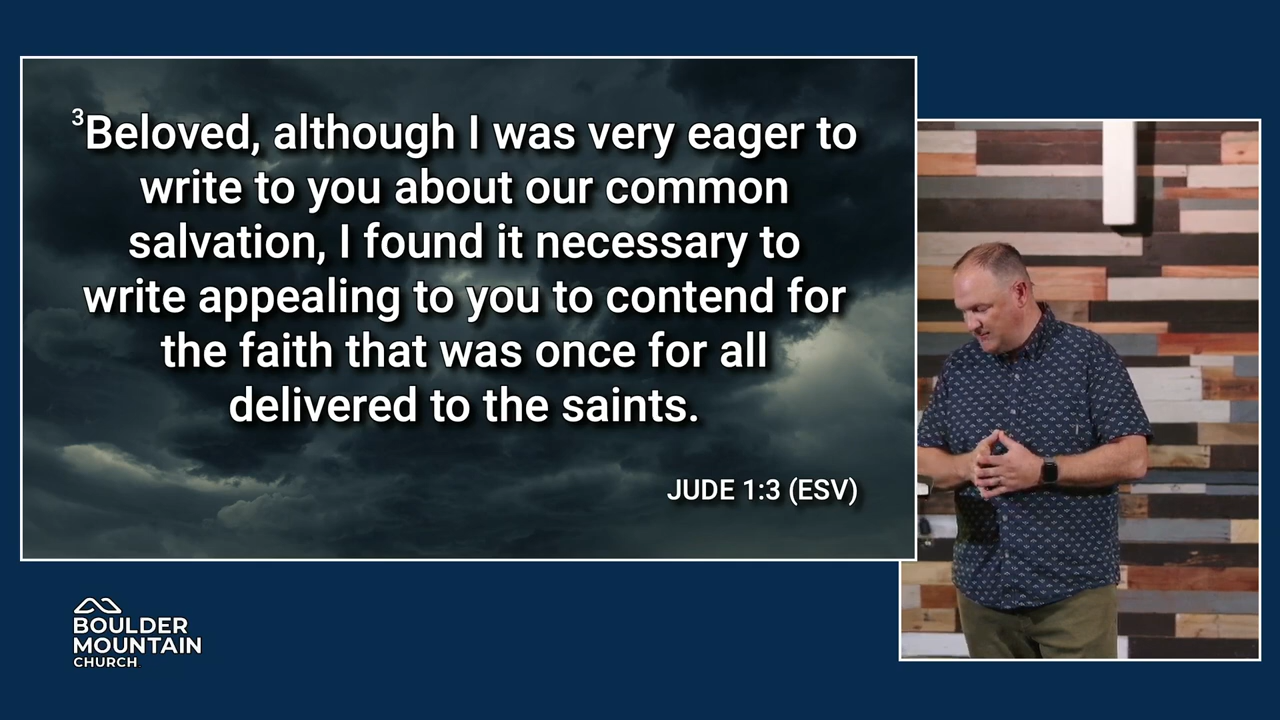 ³Beloved, although I was very eager to
write to you about our common
salvation, I found it necessary to
write appealing to you to contend for
the faith that was once for all
delivered to the saints.
JUDE 1:3 (ESV)
BOULDER
MOUNTAIN
CHURCH